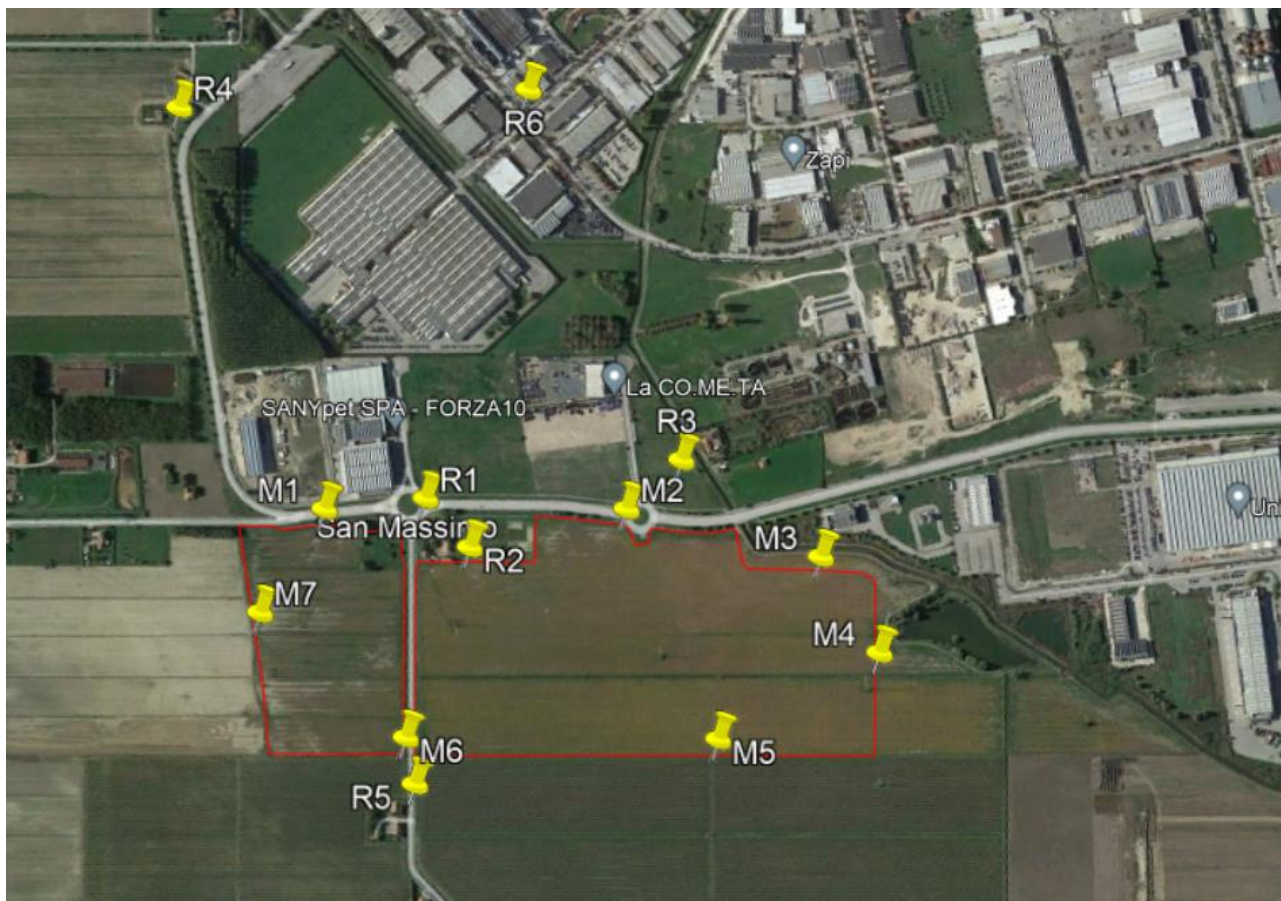 R4
R6
Zapi
La CO.ME.TA
SANYpet SPA - FORZA10
R3
M1
R1
M2
Un
San Massimo
R2
M3
M7
M4
M6
M5
R5